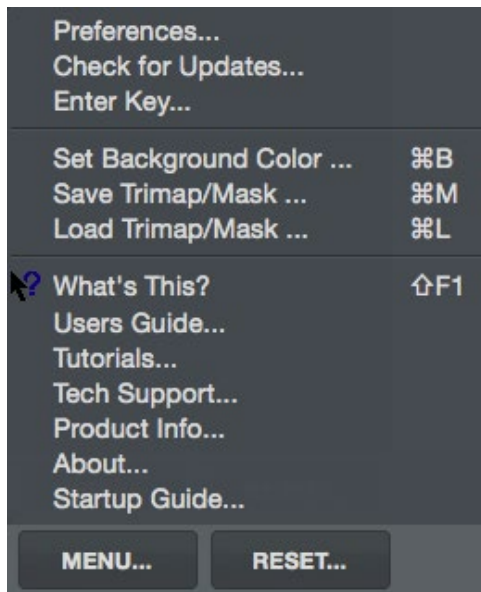 Preferences...
Check for Updates...
Enter Key...
Set Background Color ... ⌘B
Save Trimap/Mask ... ⌘M
Load Trimap/Mask ... ⌘L
? What's This? ⇧F1
Users Guide...
Tutorials...
Tech Support...
Product Info...
About...
Startup Guide...
MENU... RESET...